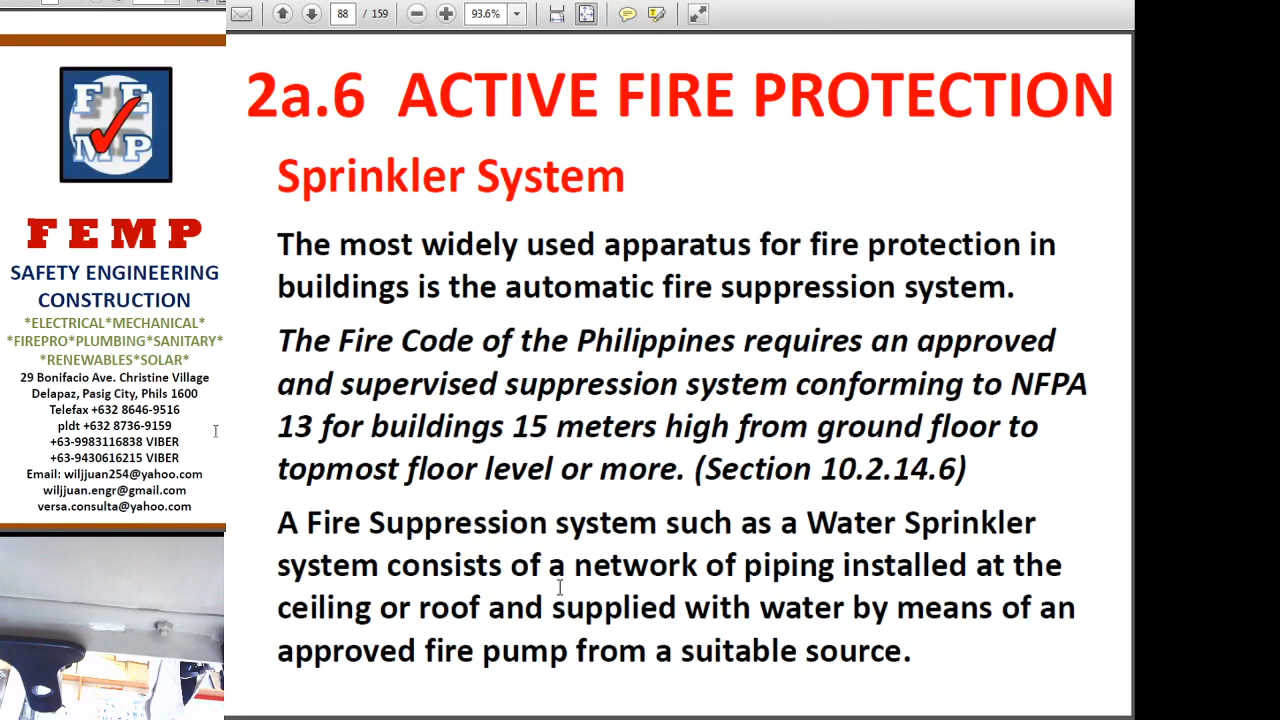 88 / 159
93.6%
F E
M P
F E M P
SAFETY ENGINEERING
CONSTRUCTION
*ELECTRICAL*MECHANICAL*
*FIREPRO*PLUMBING*SANITARY*
*RENEWABLES*SOLAR*
29 Bonifacio Ave. Christine Village
Delapaz, Pasig City, Phils 1600
Telefax +632 8646-9516
pldt +632 8736-9159
+63-9983116838 VIBER
+63-9430616215 VIBER
Email: wiljjuan254@yahoo.com
wiljjuan.engr@gmail.com
versa.consulta@yahoo.com
2a.6 ACTIVE FIRE PROTECTION
Sprinkler System
The most widely used apparatus for fire protection in
buildings is the automatic fire suppression system.
The Fire Code of the Philippines requires an approved
and supervised suppression system conforming to NFPA
13 for buildings 15 meters high from ground floor to
topmost floor level or more. (Section 10.2.14.6)
A Fire Suppression system such as a Water Sprinkler
system consists of a network of piping installed at the
ceiling or roof and supplied with water by means of an
approved fire pump from a suitable source.